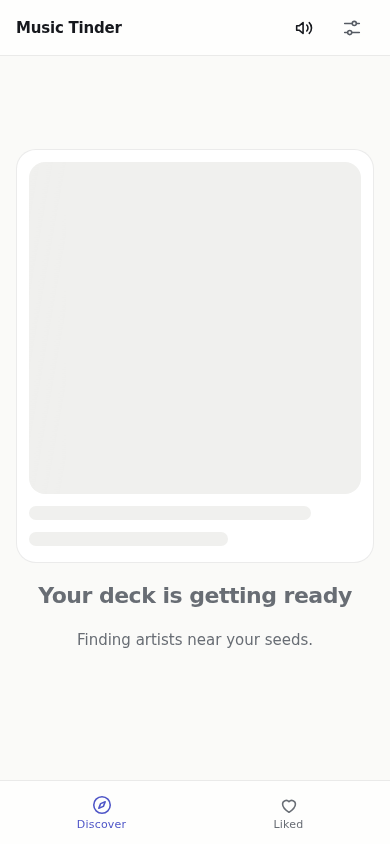 Music Tinder
Your deck is getting ready
Finding artists near your seeds.
Discover
Liked